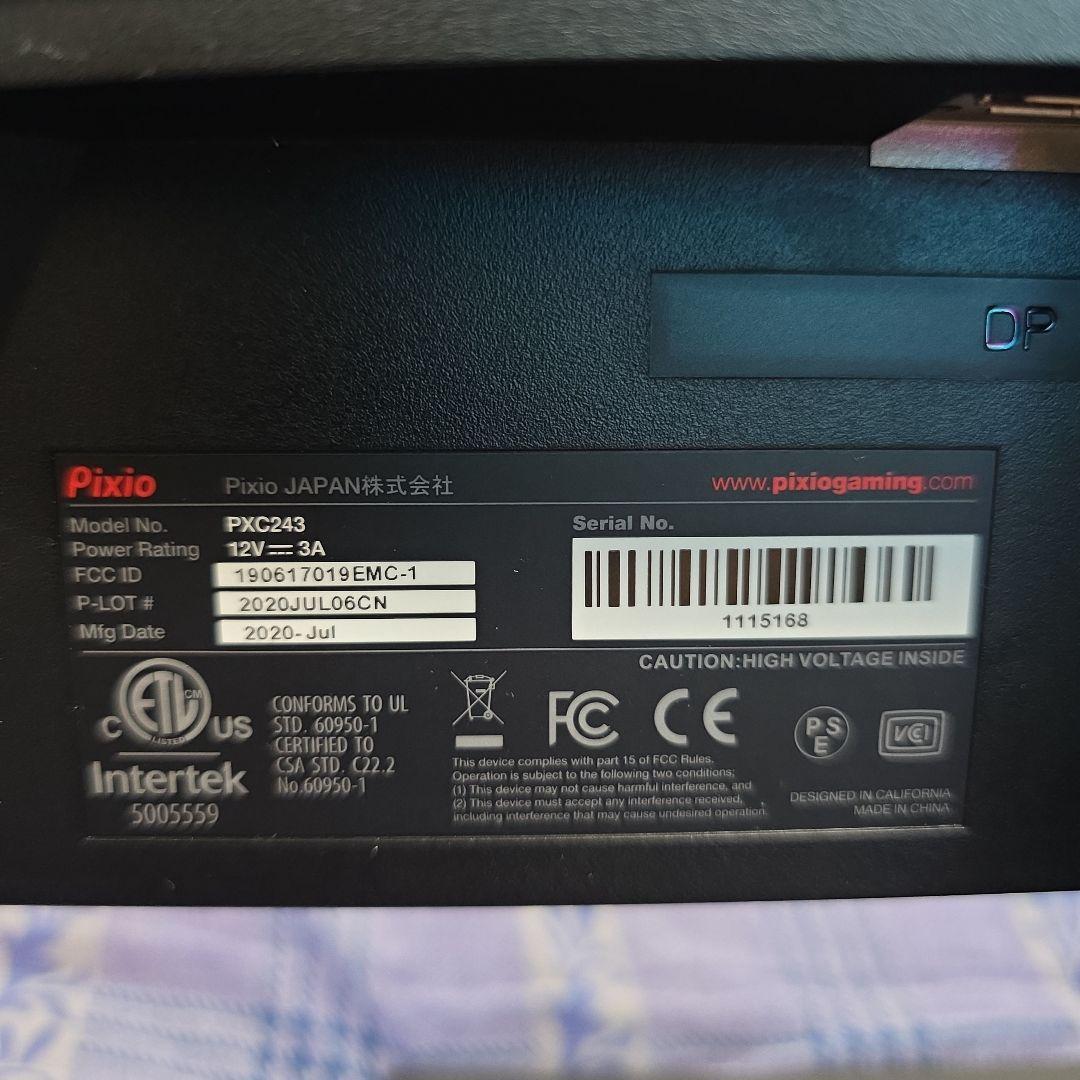 DP
Pixio Pixio JAPAN株式会社 www.pixiogaming.com
Model No. PXC243
Power Rating 12V⎓3A
FCC ID 190617019EMC-1
P-LOT # 2020JUL06CN
Mfg Date 2020-Jul
Serial No.
1115168
CAUTION:HIGH VOLTAGE INSIDE
ETL CM
LISTED
C US
Intertek
5005559
CONFORMS TO UL
STD. 60950-1
CERTIFIED TO
CSA STD. C22.2
No.60950-1
FC CE
PSE
VCCI
This device complies with part 15 of FCC Rules.
Operation is subject to the following two conditions;
(1) This device may not cause harmful interference, and
(2) This device must accept any interference received,
including interference that may cause undesired operation.
DESIGNED IN CALIFORNIA
MADE IN CHINA